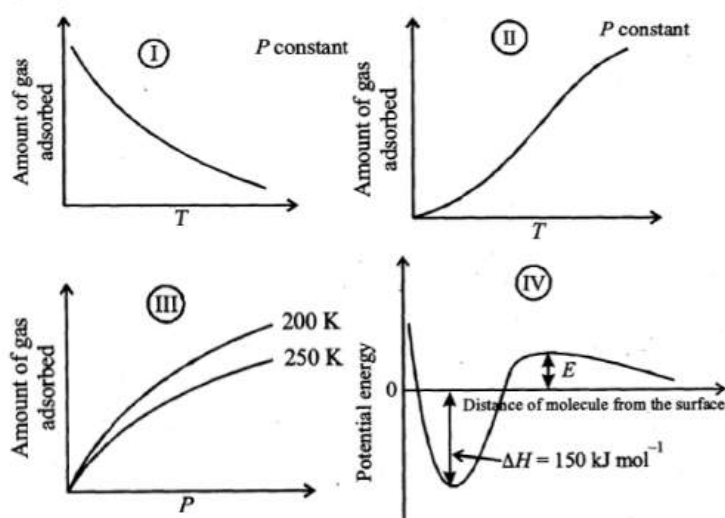 I
P constant
Amount of gas
adsorbed
T
II
P constant
Amount of gas
adsorbed
T
III
200 K
250 K
Amount of gas
adsorbed
P
IV
Potential energy
0
E
Distance of molecule from the surface
ΔH = 150 kJ mol⁻¹